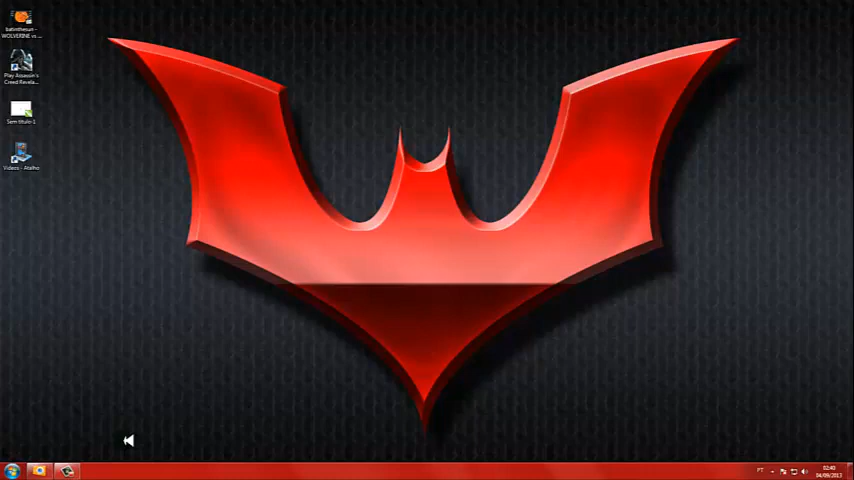 batinthesun -
WOLVERINE vs ...
Play Assassin's
Creed Revela...
Sem título-1
Videos - Atalho
PT
02:40
04/09/2013